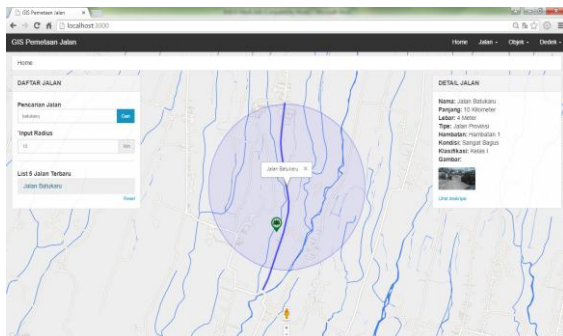 GIS Pemetaan Jalan
localhost:3000
GIS Pemetaan Jalan
Home Jalan Objek Dedek
Home
DAFTAR JALAN
Pencarian Jalan
batukaru
Cari
Input Radius
10
km
List 5 Jalan Terbaru
Jalan Batukaru
Reset
Jalan Batukaru
DETAIL JALAN
Nama: Jalan Batukaru
Panjang: 10 Kilometer
Lebar: 4 Meter
Tipe: Jalan Provinsi
Hambatan: Hambatan 1
Kondisi: Sangat Bagus
Klasifikasi: Kelas I
Gambar:
Lihat deskripsi